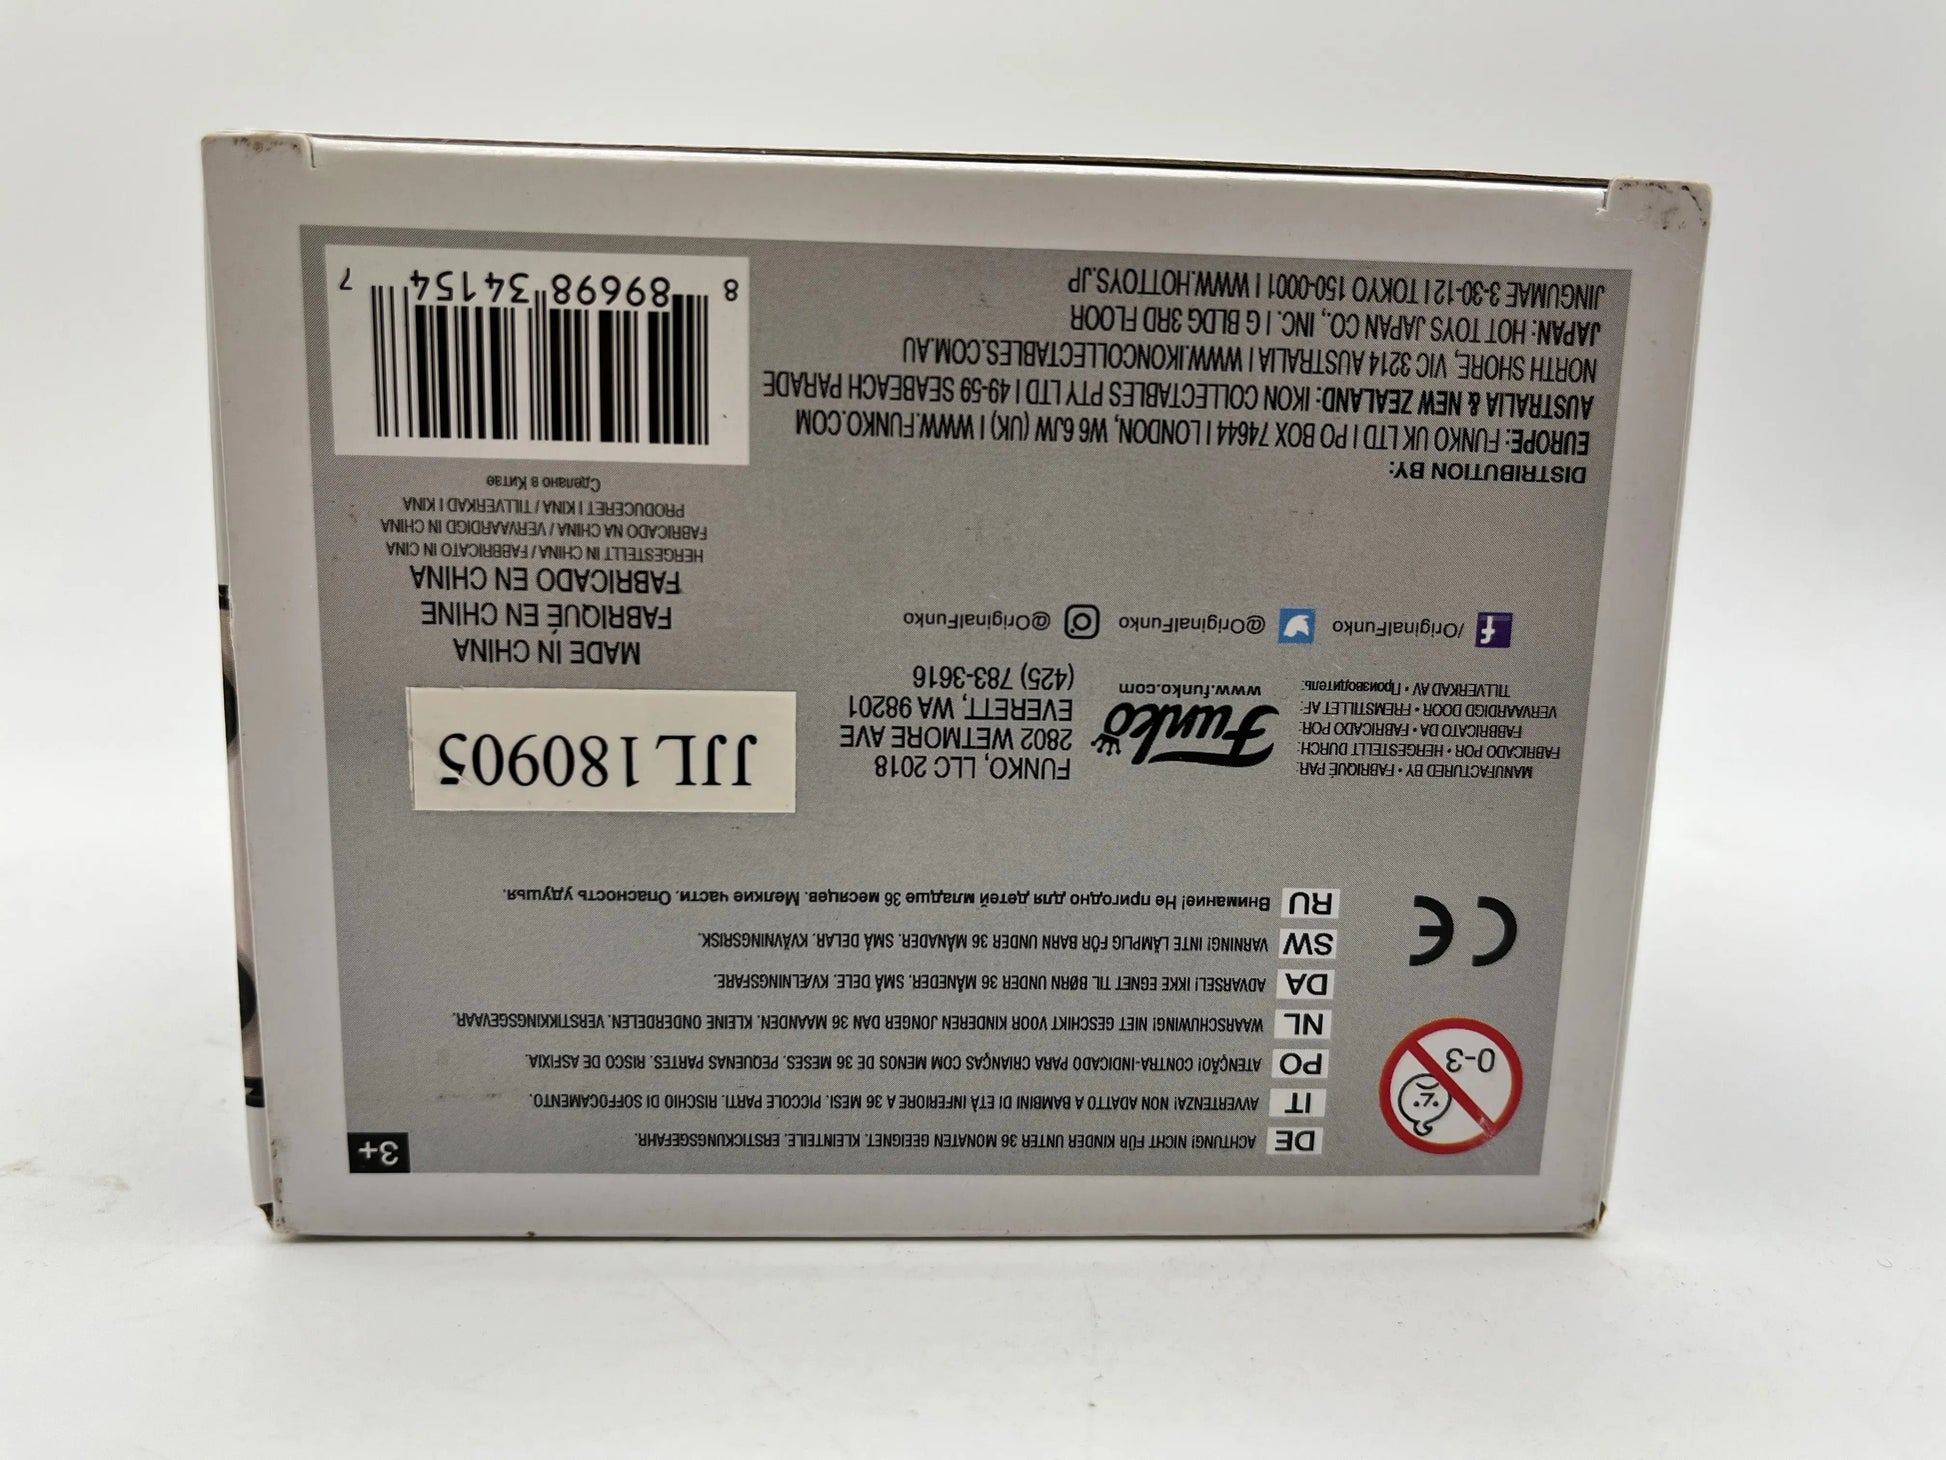 3+
DE ACHTUNG! NICHT FÜR KINDER UNTER 36 MONATEN GEEIGNET. KLEINTEILE. ERSTICKUNGSGEFAHR.
IT AVVERTENZA! NON ADATTO A BAMBINI DI ETÀ INFERIORE A 36 MESI. PICCOLE PARTI. RISCHIO DI SOFFOCAMENTO.
PO ATENÇÃO! CONTRA-INDICADO PARA CRIANÇAS COM MENOS DE 36 MESES. PEQUENAS PARTES. RISCO DE ASFIXIA.
NL WAARSCHUWING! NIET GESCHIKT VOOR KINDEREN JONGER DAN 36 MAANDEN. KLEINE ONDERDELEN. VERSTIKKINGSGEVAAR.
DA ADVARSEL! IKKE EGNET TIL BØRN UNDER 36 MÅNEDER. SMÅ DELE. KVÆLNINGSFARE.
SW VARNING! INTE LÄMPLIG FÖR BARN UNDER 36 MÅNADER. SMÅ DELAR. KVÄVNINGSRISK.
RU Внимание! Не пригодно для детей младше 36 месяцев. Мелкие части. Опасность удушья.
0-3
CE
MANUFACTURED BY • FABRIQUÉ PAR:
FABRICADO POR • HERGESTELLT DURCH:
FABBRICATO DA • FABRICADO POR:
VERVAARDIGD DOOR • FREMSTILLET AF:
TILLVERKAD AV • Производитель:
Funko
www.funko.com
FUNKO, LLC 2018
2802 WETMORE AVE
EVERETT, WA 98201
(425) 783-3616
/OriginalFunko @OriginalFunko @OriginalFunko
JJL 180905
MADE IN CHINA
FABRIQUÉ EN CHINE
FABRICADO EN CHINA
HERGESTELLT IN CHINA / FABBRICATO IN CINA
FABRICADO NA CHINA / VERVAARDIGD IN CHINA
PRODUCERET I KINA / TILLVERKAD I KINA
Сделано в Китае
DISTRIBUTION BY:
EUROPE: FUNKO UK LTD | PO BOX 74644 | LONDON, W6 6JW (UK) | WWW.FUNKO.COM
AUSTRALIA & NEW ZEALAND: IKON COLLECTABLES PTY LTD | 49-59 SEABEACH PARADE
NORTH SHORE, VIC 3214 AUSTRALIA | WWW.IKONCOLLECTABLES.COM.AU
JAPAN: HOT TOYS JAPAN CO., INC. | G BLDG 3RD FLOOR
JINGUMAE 3-30-12 | TOKYO 150-0001 | WWW.HOTTOYS.JP
8 89698 34154 7